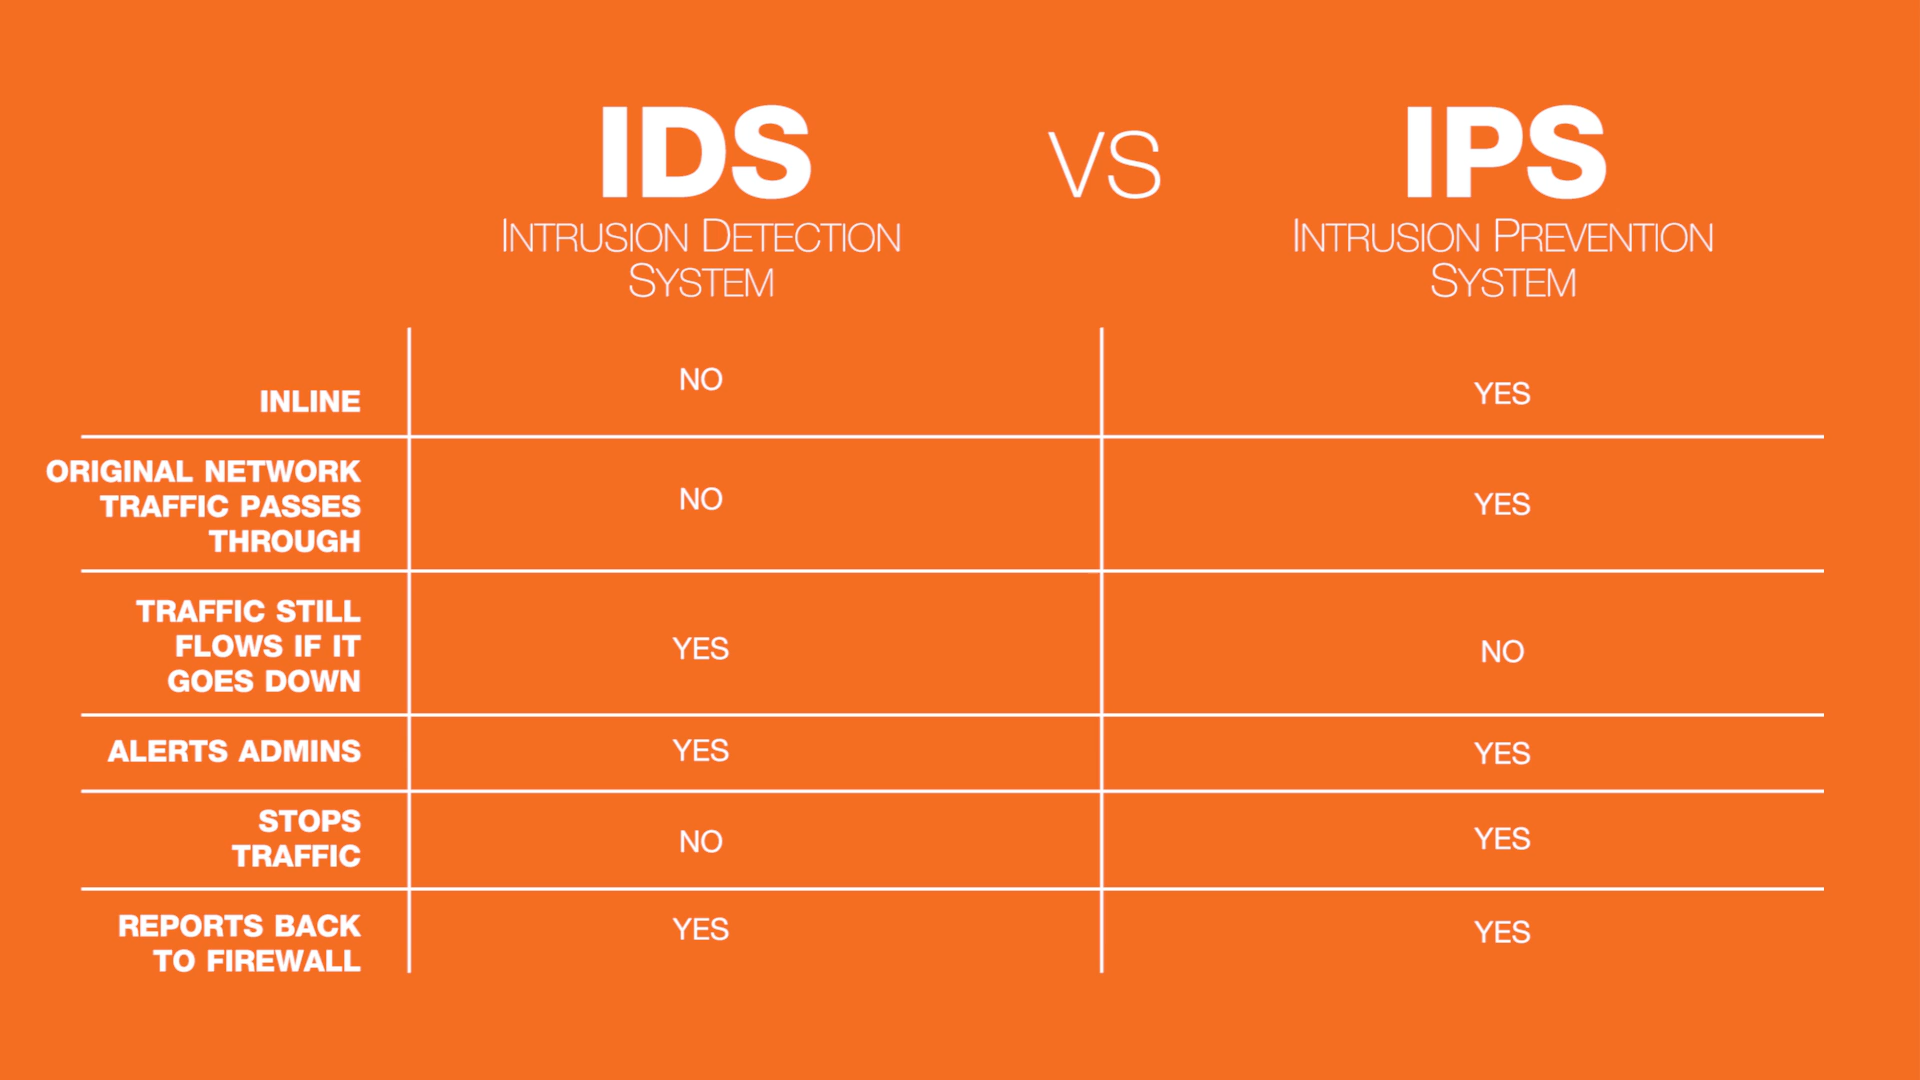 IDS VS IPS
INTRUSION DETECTION
SYSTEM
INTRUSION PREVENTION
SYSTEM
INLINE
NO
YES
ORIGINAL NETWORK
TRAFFIC PASSES
THROUGH
NO
YES
TRAFFIC STILL
FLOWS IF IT
GOES DOWN
YES
NO
ALERTS ADMINS
YES
YES
STOPS
TRAFFIC
NO
YES
REPORTS BACK
TO FIREWALL
YES
YES